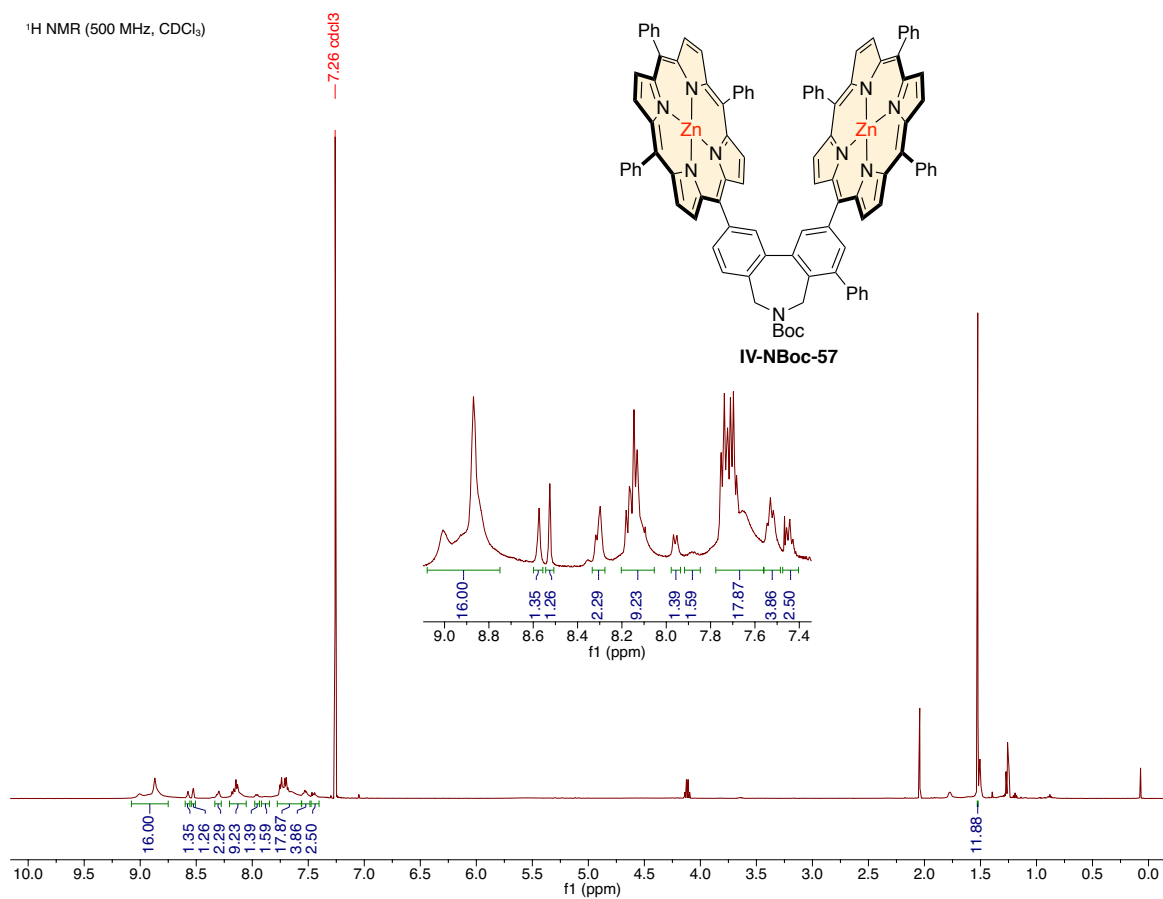 ¹H NMR (500 MHz, CDCl₃)
—7.26 cdcl3
Ph
Ph
Ph
Ph
Ph
Ph
N
N
N
N
Zn
N
N
N
N
Zn
Ph
N
Boc
IV-NBoc-57
16.00
1.35
1.26
2.29
9.23
1.39
1.59
17.87
3.86
2.50
9.0 8.8 8.6 8.4 8.2 8.0 7.8 7.6 7.4
f1 (ppm)
16.00
1.35
1.26
2.29
9.23
1.39
1.59
17.87
3.86
2.50
11.88
10.0 9.5 9.0 8.5 8.0 7.5 7.0 6.5 6.0 5.5 5.0 4.5 4.0 3.5 3.0 2.5 2.0 1.5 1.0 0.5 0.0
f1 (ppm)